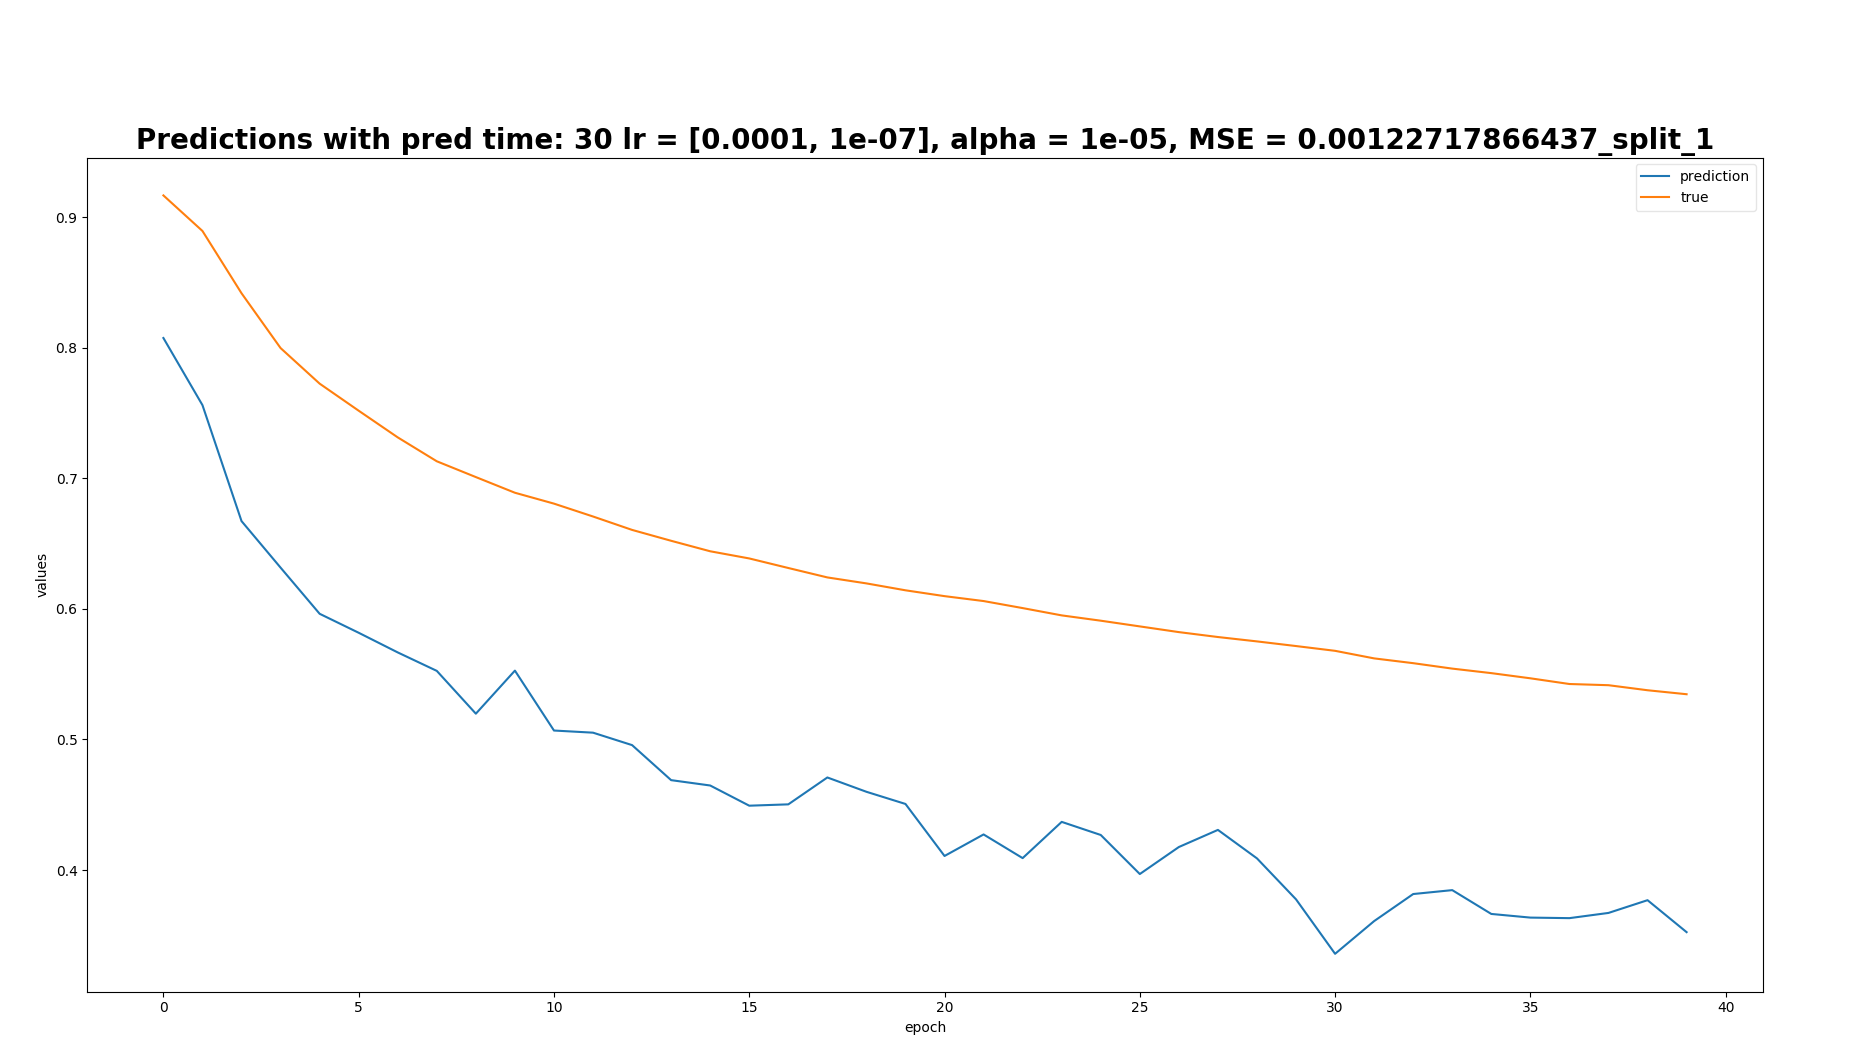 Predictions with pred time: 30 lr = [0.0001, 1e-07], alpha = 1e-05, MSE = 0.00122717866437_split_1
prediction
true
0.9
0.8
0.7
0.6
0.5
0.4
values
0 5 10 15 20 25 30 35 40
epoch